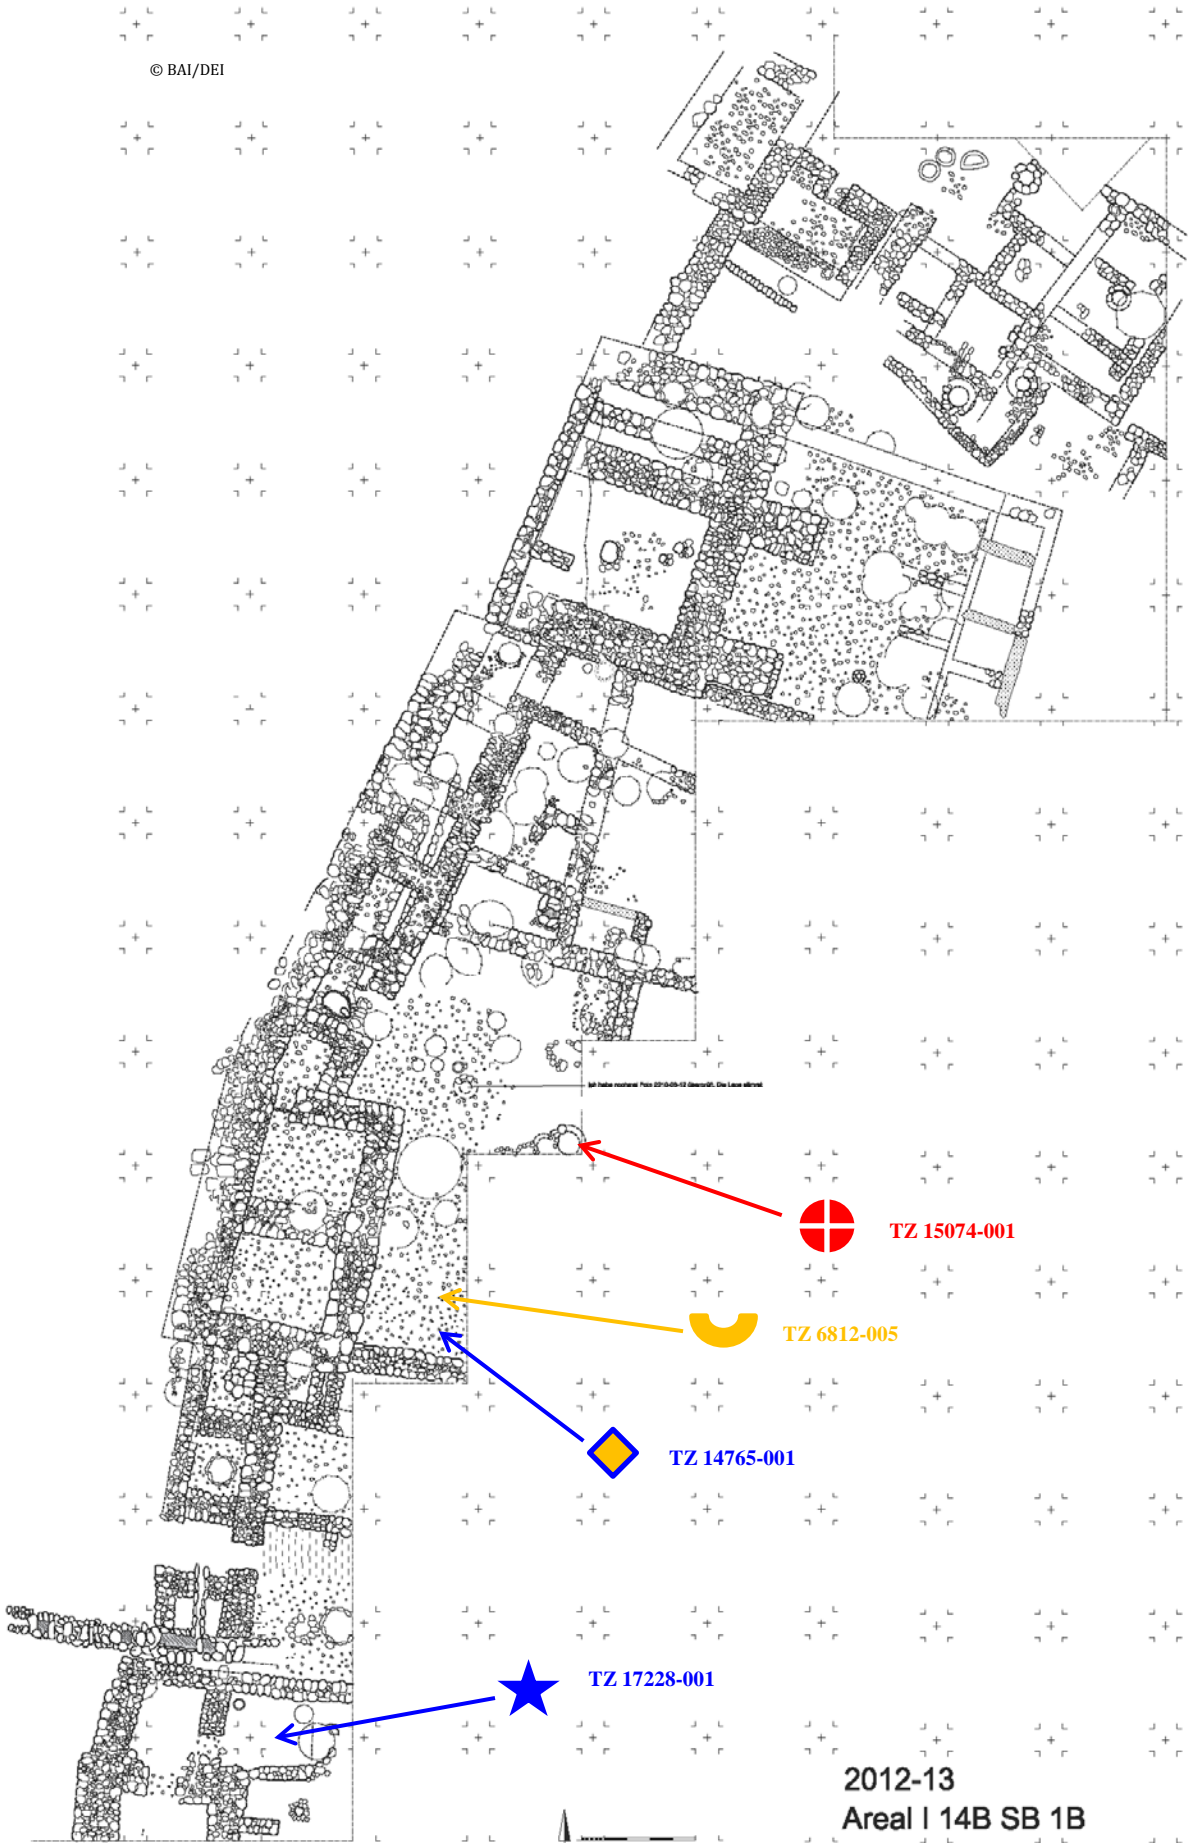 © BAI/DEI
TZ 15074-001
TZ 6812-005
TZ 14765-001
TZ 17228-001
2012-13
Areal I 14B SB 1B